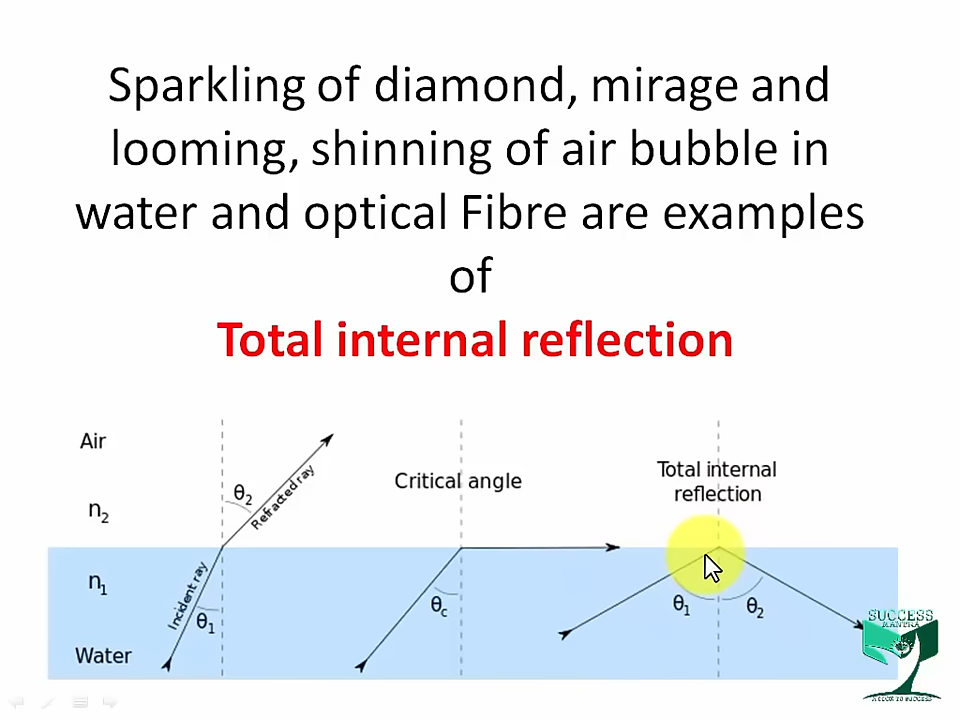 Sparkling of diamond, mirage and
looming, shinning of air bubble in
water and optical Fibre are examples
of
Total internal reflection
Air
n2
θ2
Refracted ray
Critical angle
Total internal
reflection
n1
Incident ray
θ1
θc
θ1
θ2
Water
SUCCESS
MANTRA